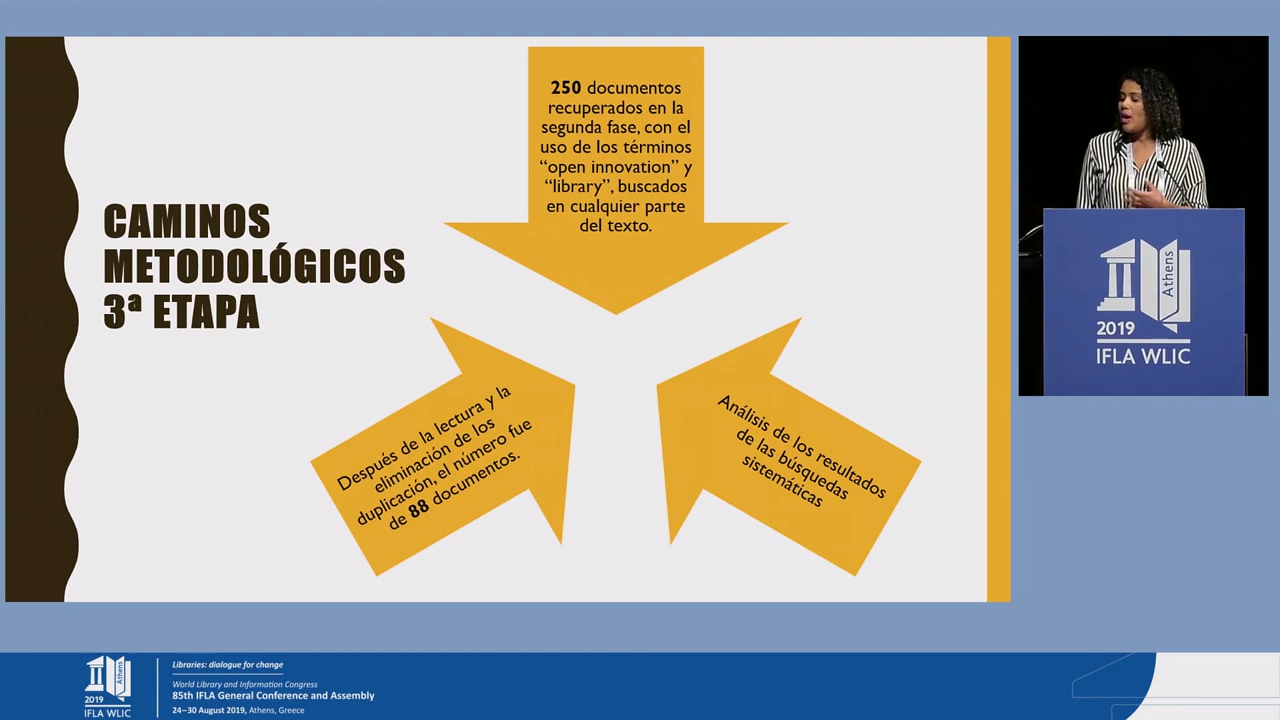 CAMINOS
METODOLÓGICOS
3ª ETAPA
250 documentos
recuperados en la
segunda fase, con el
uso de los términos
“open innovation” y
“library”, buscados
en cualquier parte
del texto.
Después de la lectura y la
eliminación de los
duplicación, el número fue
de 88 documentos.
Análisis de los resultados
de las búsquedas
sistemáticas
Athens
2019
IFLA WLIC
Athens
2019
IFLA WLIC
Libraries: dialogue for change
World Library and Information Congress
85th IFLA General Conference and Assembly
24–30 August 2019, Athens, Greece